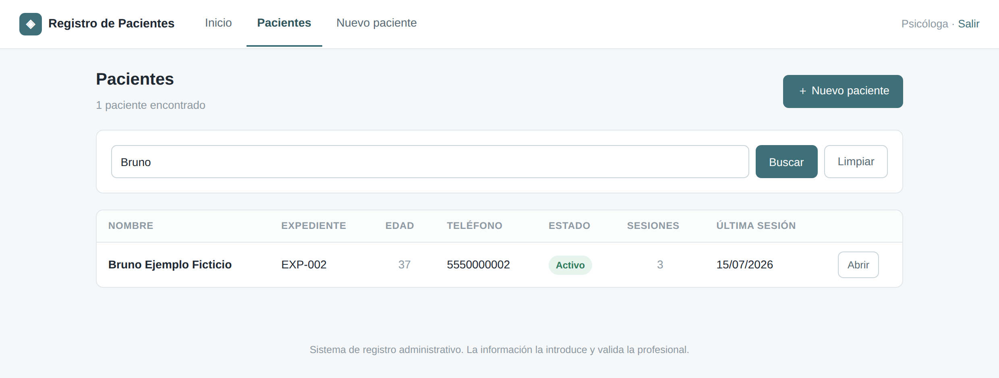 Registro de Pacientes Inicio Pacientes Nuevo paciente Psicóloga · Salir
Pacientes
+ Nuevo paciente
1 paciente encontrado
Bruno Buscar Limpiar
NOMBRE EXPEDIENTE EDAD TELÉFONO ESTADO SESIONES ÚLTIMA SESIÓN
Bruno Ejemplo Ficticio EXP-002 37 5550000002 Activo 3 15/07/2026 Abrir
Sistema de registro administrativo. La información la introduce y valida la profesional.